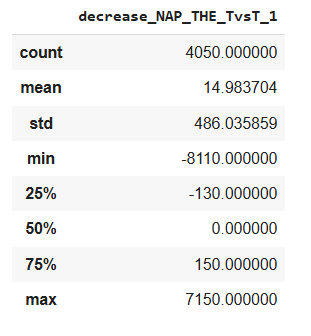 decrease_NAP_THE_TvsT_1
count 4050.000000
mean 14.983704
std 486.035859
min -8110.000000
25% -130.000000
50% 0.000000
75% 150.000000
max 7150.000000